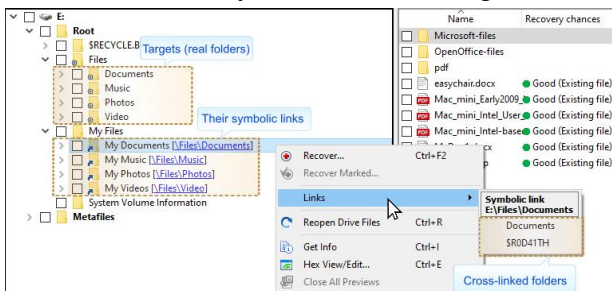 E:
Root
$RECYCLE.B
Targets (real folders)
Files
Documents
Music
Photos
Video
Their symbolic links
My Files
My Documents [\Files\Documents]
My Music [\Files\Music]
My Photos [\Files\Photos]
My Videos [\Files\Video]
System Volume Information
Metafiles
Name Recovery chances
Microsoft-files
OpenOffice-files
pdf
easychair.docx Good (Existing file)
Mac_mini_Early2009_ Good (Existing file)
Mac_mini_Intel_User Good (Existing file)
Mac_mini_Intel-base Good (Existing file)
Good (Existing file)
Good (Existing file)
Recover... Ctrl+F2
Recover Marked...
Links
Reopen Drive Files Ctrl+R
Get Info Ctrl+I
Hex View/Edit... Ctrl+E
Close All Previews
Symbolic link
E:\Files\Documents
Documents
$R0D41TH
Cross-linked folders